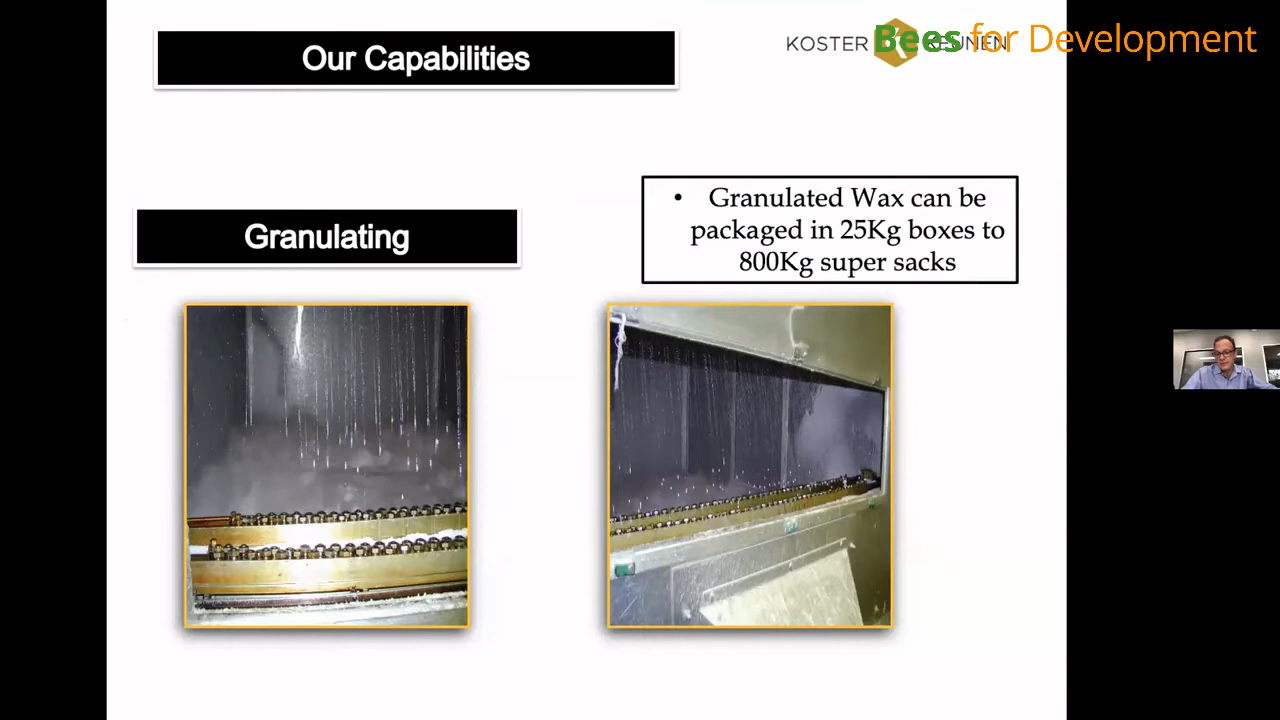 Our Capabilities
KOSTER KEUNEN
Bees for Development
Granulated Wax can be
packaged in 25Kg boxes to
800Kg super sacks
Granulating